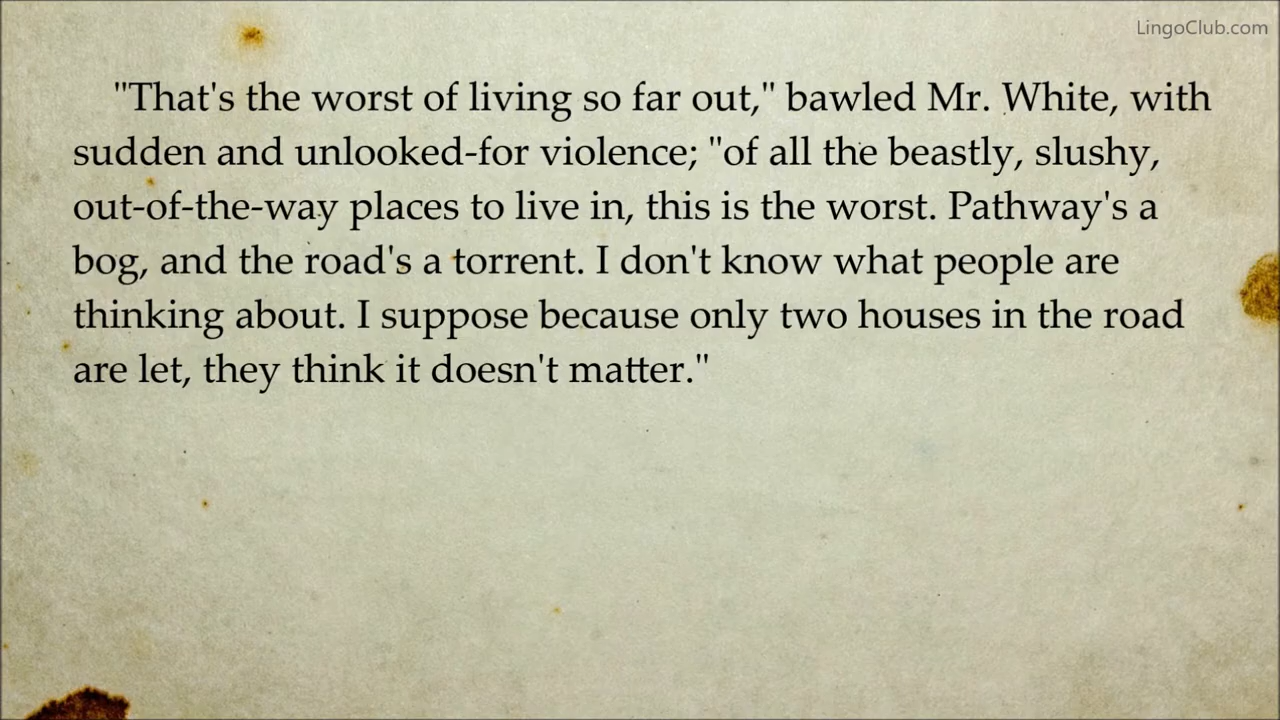 LingoClub.com
"That's the worst of living so far out," bawled Mr. White, with
sudden and unlooked-for violence; "of all the beastly, slushy,
out-of-the-way places to live in, this is the worst. Pathway's a
bog, and the road's a torrent. I don't know what people are
thinking about. I suppose because only two houses in the road
are let, they think it doesn't matter."